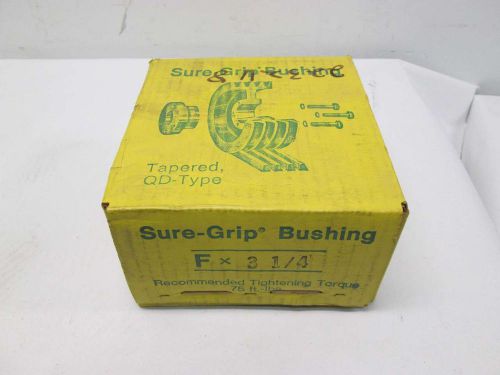 Sure-Grip® Bushing
Tapered,
QD-Type
Sure-Grip® Bushing
F × 3 1/4
Recommended Tightening Torque
75 ft.-lbs.